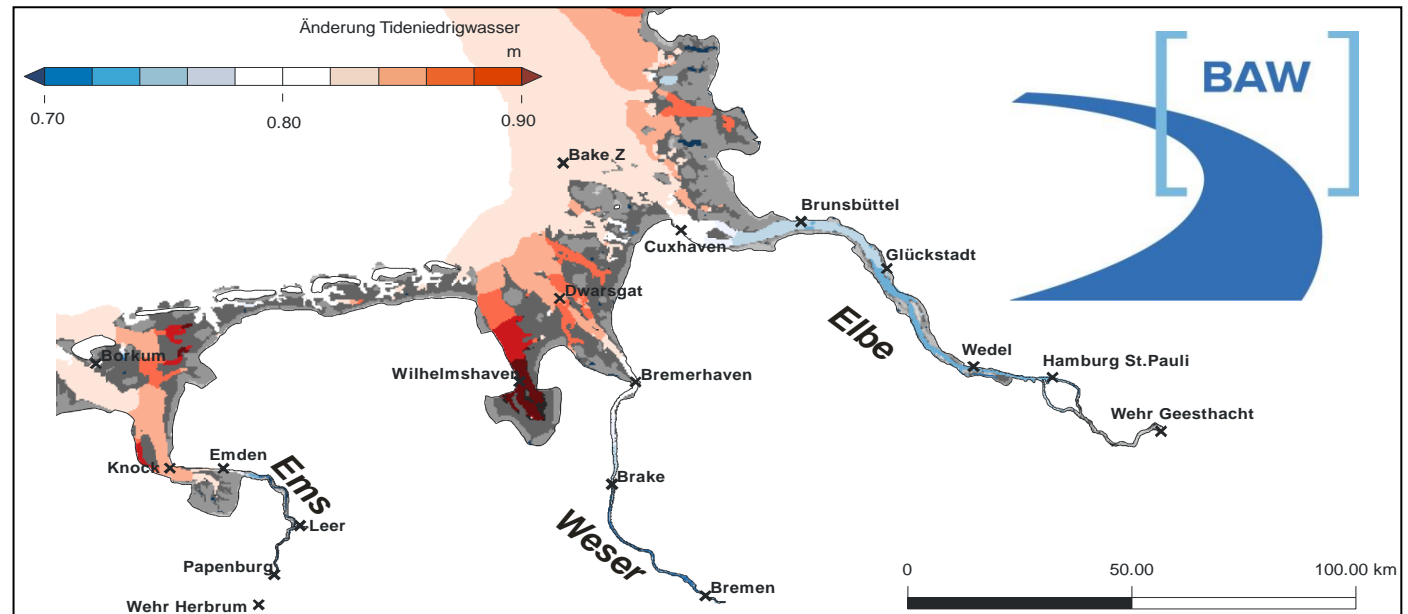 Änderung Tideniedrigwasser
m
0.70
0.80
0.90
BAW
Bake Z
Brunsbüttel
Cuxhaven
Glückstadt
Dwarsgat
Elbe
Borkum
Wedel
Hamburg St.Pauli
Wilhelmshaven
Bremerhaven
Wehr Geesthacht
Knock
Emden
Ems
Brake
Leer
Weser
Papenburg
Bremen
0
50.00
100.00 km
Wehr Herbrum